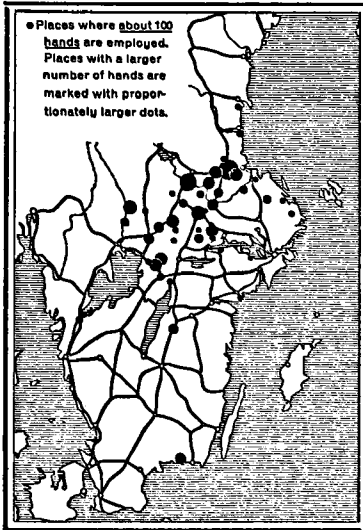 • Places where about 100
hands are employed.
Places with a larger
number of hands are
marked with propor-
tionately larger dots.